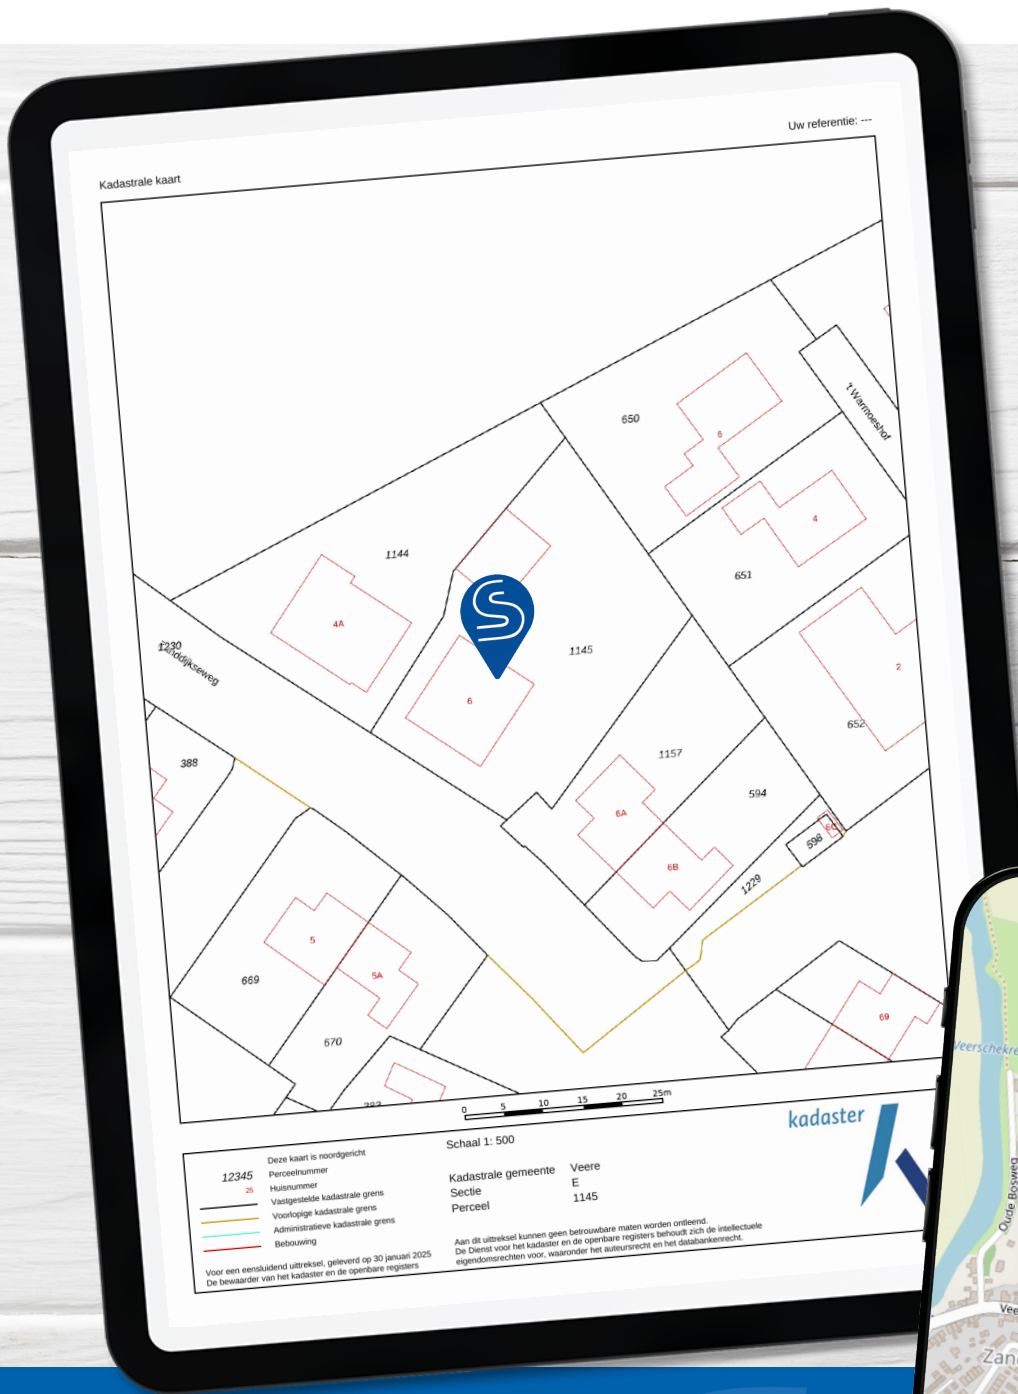 Uw referentie: ---
Kadastrale kaart
't Warmoeshof
650
6
4
651
1144
4A
1230
1145
2
6
652
388
1157
594
6A
6C
598
6B
1229
5
5A
669
69
670
Veerschekre
0 5 10 15 20 25m
Schaal 1: 500
kadaster
Deze kaart is noordgericht
12345 Perceelnummer
25 Huisnummer
Vastgestelde kadastrale grens
Voorlopige kadastrale grens
Administratieve kadastrale grens
Bebouwing
Kadastrale gemeente Veere
Sectie E
Perceel 1145
Voor een eensluidend uittreksel, geleverd op 30 januari 2025
De bewaarder van het kadaster en de openbare registers
Aan dit uittreksel kunnen geen betrouwbare maten worden ontleend.
De Dienst voor het kadaster en de openbare registers behoudt zich de intellectuele
eigendomsrechten voor, waaronder het auteursrecht en het databankenrecht.
Oude Bosweg
Vee
Zan